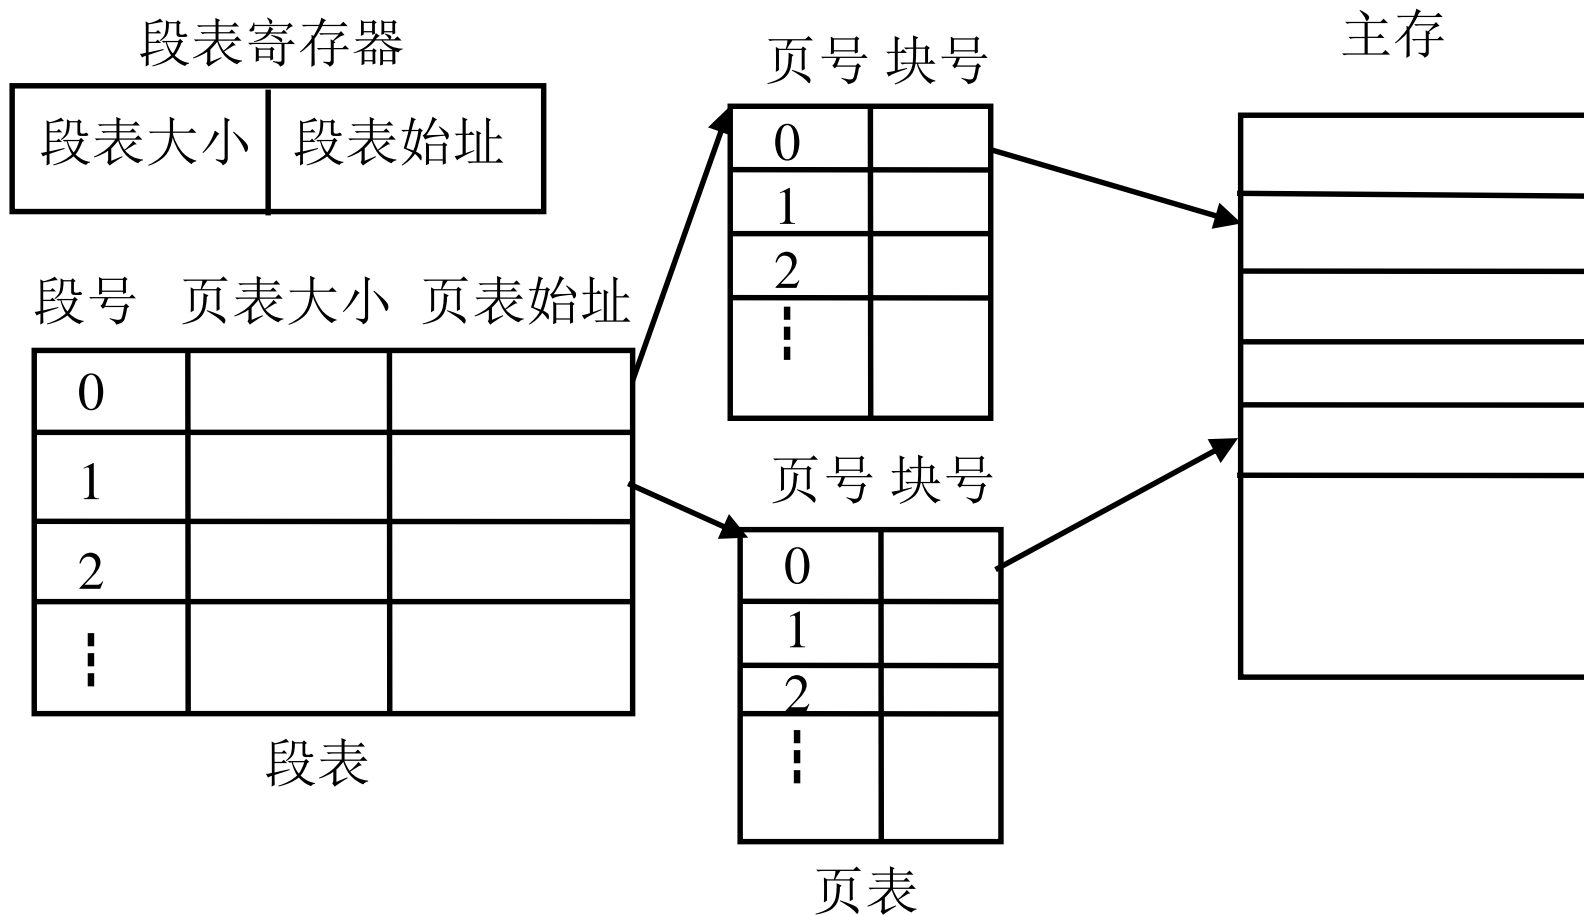 段表寄存器
段表大小 段表始址
段号 页表大小 页表始址
0
1
2
段表
页号 块号
0
1
2
页号 块号
0
1
2
页表
主存